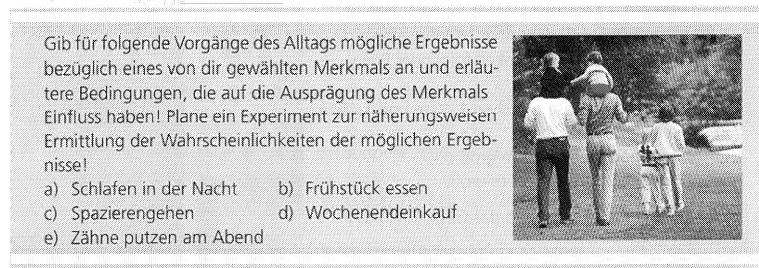 Gib für folgende Vorgänge des Alltags mögliche Ergebnisse
bezüglich eines von dir gewählten Merkmals an und erläu-
tere Bedingungen, die auf die Ausprägung des Merkmals
Einfluss haben! Plane ein Experiment zur näherungsweisen
Ermittlung der Wahrscheinlichkeiten der möglichen Ergeb-
nisse!
a) Schlafen in der Nacht b) Frühstück essen
c) Spazierengehen d) Wochenendeinkauf
e) Zähne putzen am Abend